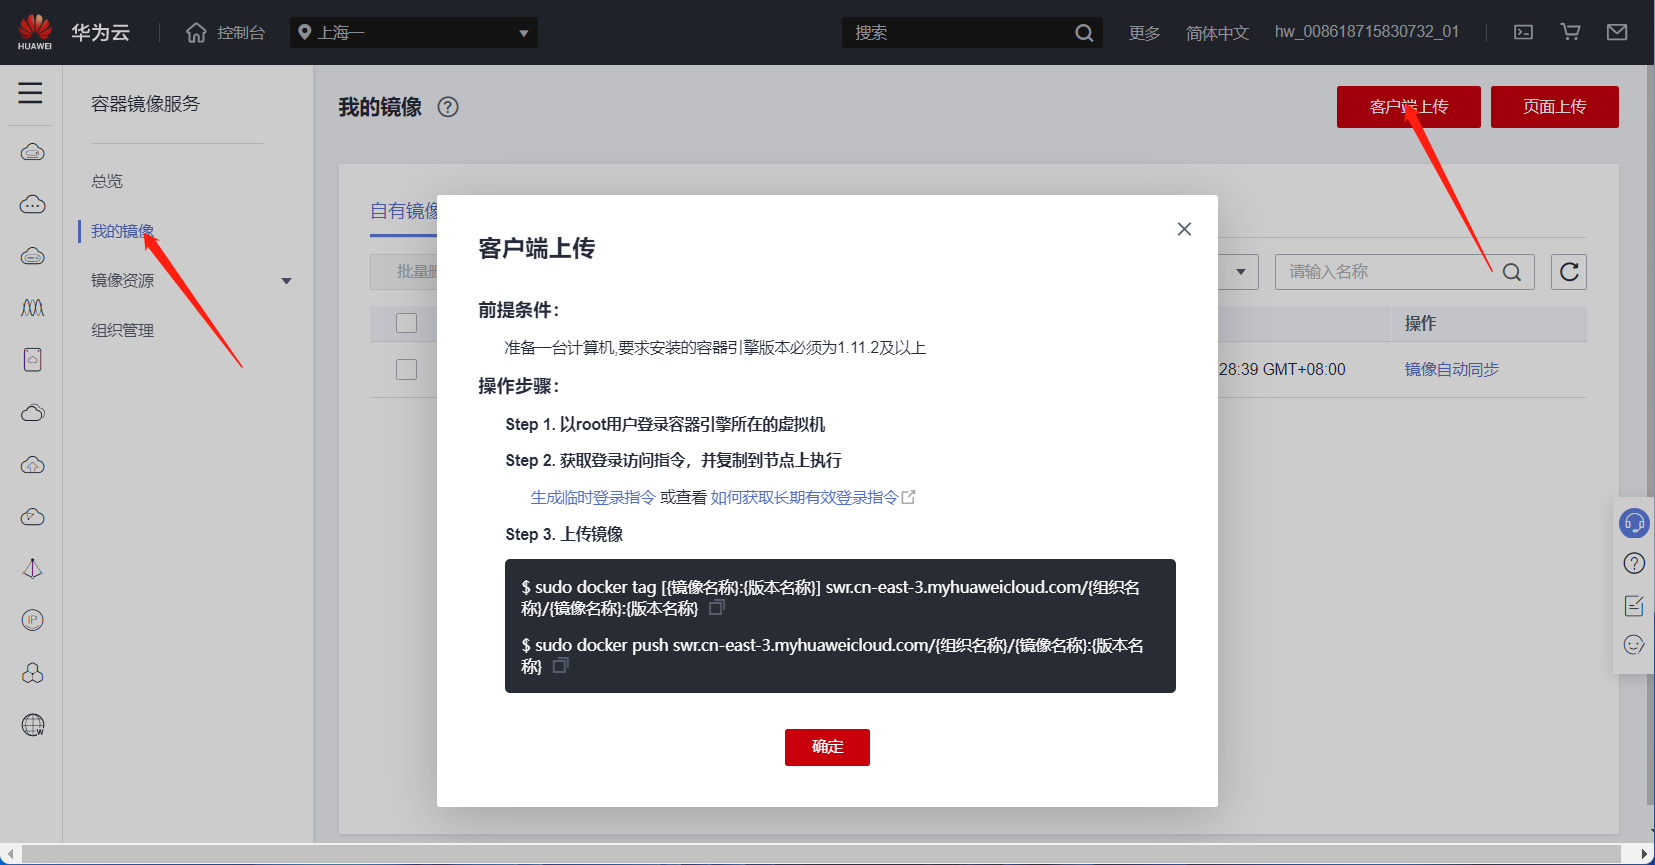 HUAWEI
华为云
控制台
上海一
搜索
更多
简体中文
hw_008618715830732_01
容器镜像服务
总览
我的镜像
镜像资源
组织管理
我的镜像
客户端上传
页面上传
自有镜像
批量删
请输入名称
操作
28:39 GMT+08:00
镜像自动同步
客户端上传
前提条件：
准备一台计算机,要求安装的容器引擎版本必须为1.11.2及以上
操作步骤：
Step 1. 以root用户登录容器引擎所在的虚拟机
Step 2. 获取登录访问指令，并复制到节点上执行
生成临时登录指令 或查看 如何获取长期有效登录指令
Step 3. 上传镜像
$ sudo docker tag [{镜像名称}:{版本名称}] swr.cn-east-3.myhuaweicloud.com/{组织名
称}/{镜像名称}:{版本名称}
$ sudo docker push swr.cn-east-3.myhuaweicloud.com/{组织名称}/{镜像名称}:{版本名
称}
确定
IP
W